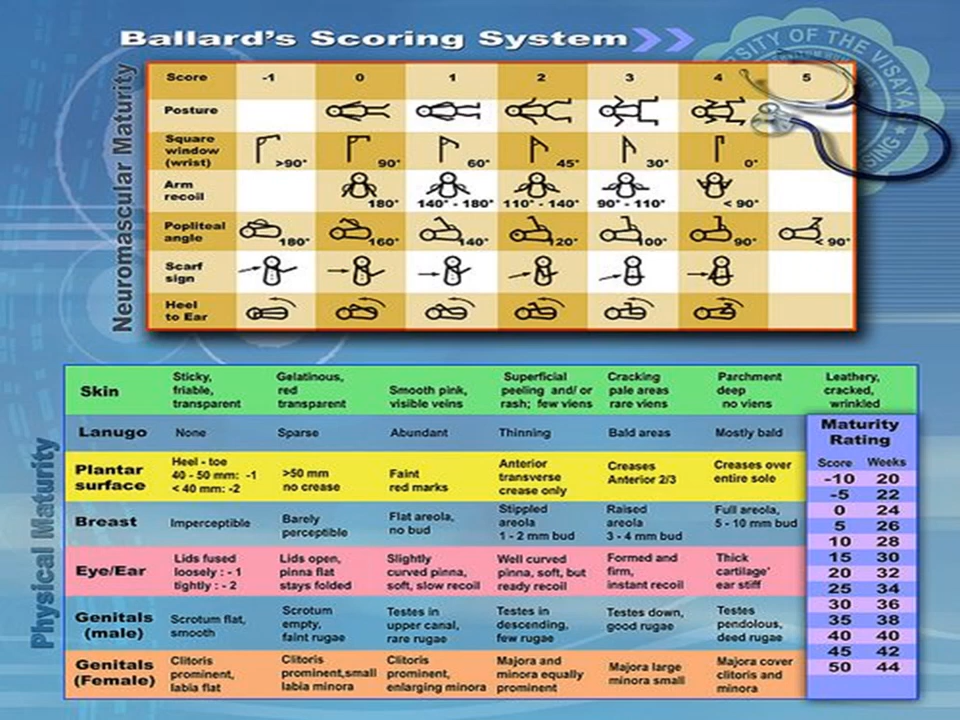 Ballard's Scoring System
Neuromascular Maturity
Score -1 0 1 2 3 4 5
Posture
Square
window
(wrist) >90° 90° 60° 45° 30° 0°
Arm
recoil 180° 140° - 180° 110° - 140° 90° - 110° < 90°
Popliteal
angle 180° 160° 140° 120° 100° 90° < 90°
Scarf
sign
Heel
to Ear
Physical Maturity
Skin
Sticky,
friable,
transparent
Gelatinous,
red
transparent
Smooth pink,
visible veins
Superficial
peeling and/ or
rash; few viens
Cracking
pale areas
rare viens
Parchment
deep
no viens
Leathery,
cracked,
wrinkled
Lanugo
None
Sparse
Abundant
Thinning
Bald areas
Mostly bald
Plantar
surface
Heel - toe
40 - 50 mm: -1
< 40 mm: -2
>50 mm
no crease
Faint
red marks
Anterior
transverse
crease only
Creases
Anterior 2/3
Creases over
entire sole
Breast
Imperceptible
Barely
perceptible
Flat areola,
no bud
Stippled
areola
1 - 2 mm bud
Raised
areola
3 - 4 mm bud
Full areola,
5 - 10 mm bud
Eye/Ear
Lids fused
loosely : - 1
tightly : - 2
Lids open,
pinna flat
stays folded
Slightly
curved pinna,
soft, slow recoil
Well curved
pinna, soft, but
ready recoil
Formed and
firm,
instant recoil
Thick
cartilage'
ear stiff
Genitals
(male)
Scrotum flat,
smooth
Scrotum
empty,
faint rugae
Testes in
upper canal,
rare rugae
Testes in
descending,
few rugae
Testes down,
good rugae
Testes
pendolous,
deed rugae
Genitals
(Female)
Clitoris
prominent,
labia flat
Clitoris
prominent,small
labia minora
Clitoris
prominent,
enlarging minora
Majora and
minora equally
prominent
Majora large
minora small
Majora cover
clitoris and
minora
Maturity
Rating
Score Weeks
-10 20
-5 22
0 24
5 26
10 28
15 30
20 32
25 34
30 36
35 38
40 40
45 42
50 44